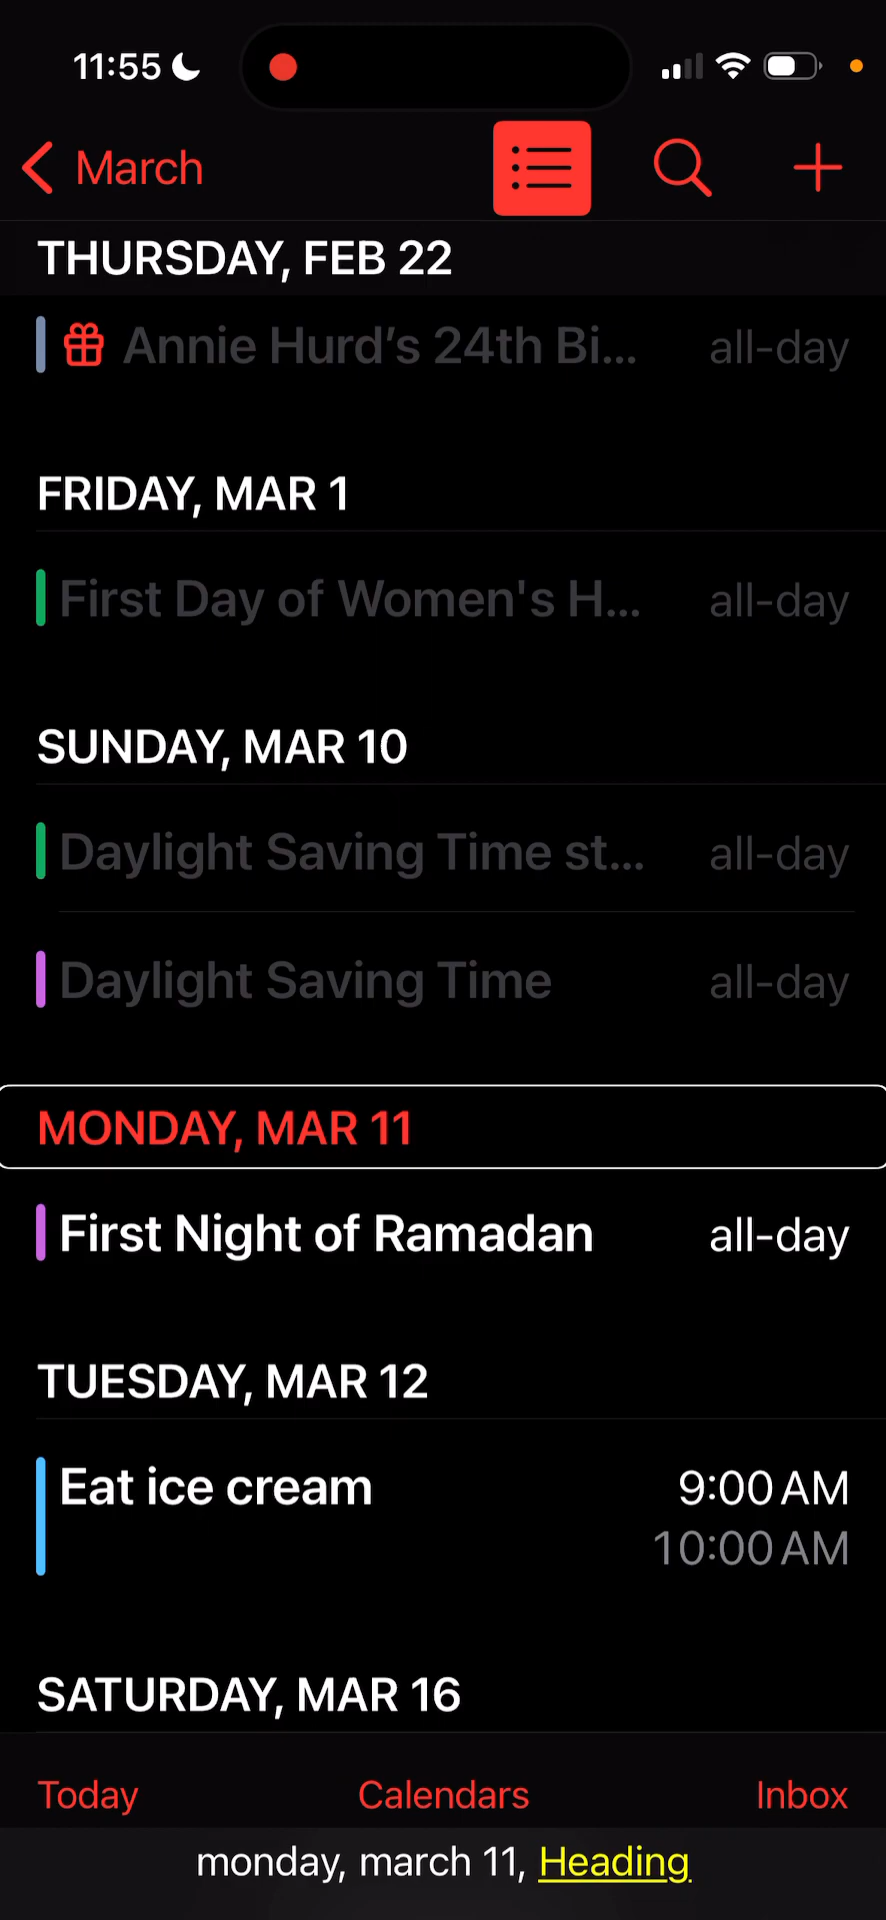 11:55
March
THURSDAY, FEB 22
Annie Hurd’s 24th Bi... all-day
FRIDAY, MAR 1
First Day of Women's H... all-day
SUNDAY, MAR 10
Daylight Saving Time st... all-day
Daylight Saving Time all-day
MONDAY, MAR 11
First Night of Ramadan all-day
TUESDAY, MAR 12
Eat ice cream 9:00 AM
10:00 AM
SATURDAY, MAR 16
Today Calendars Inbox
monday, march 11, Heading